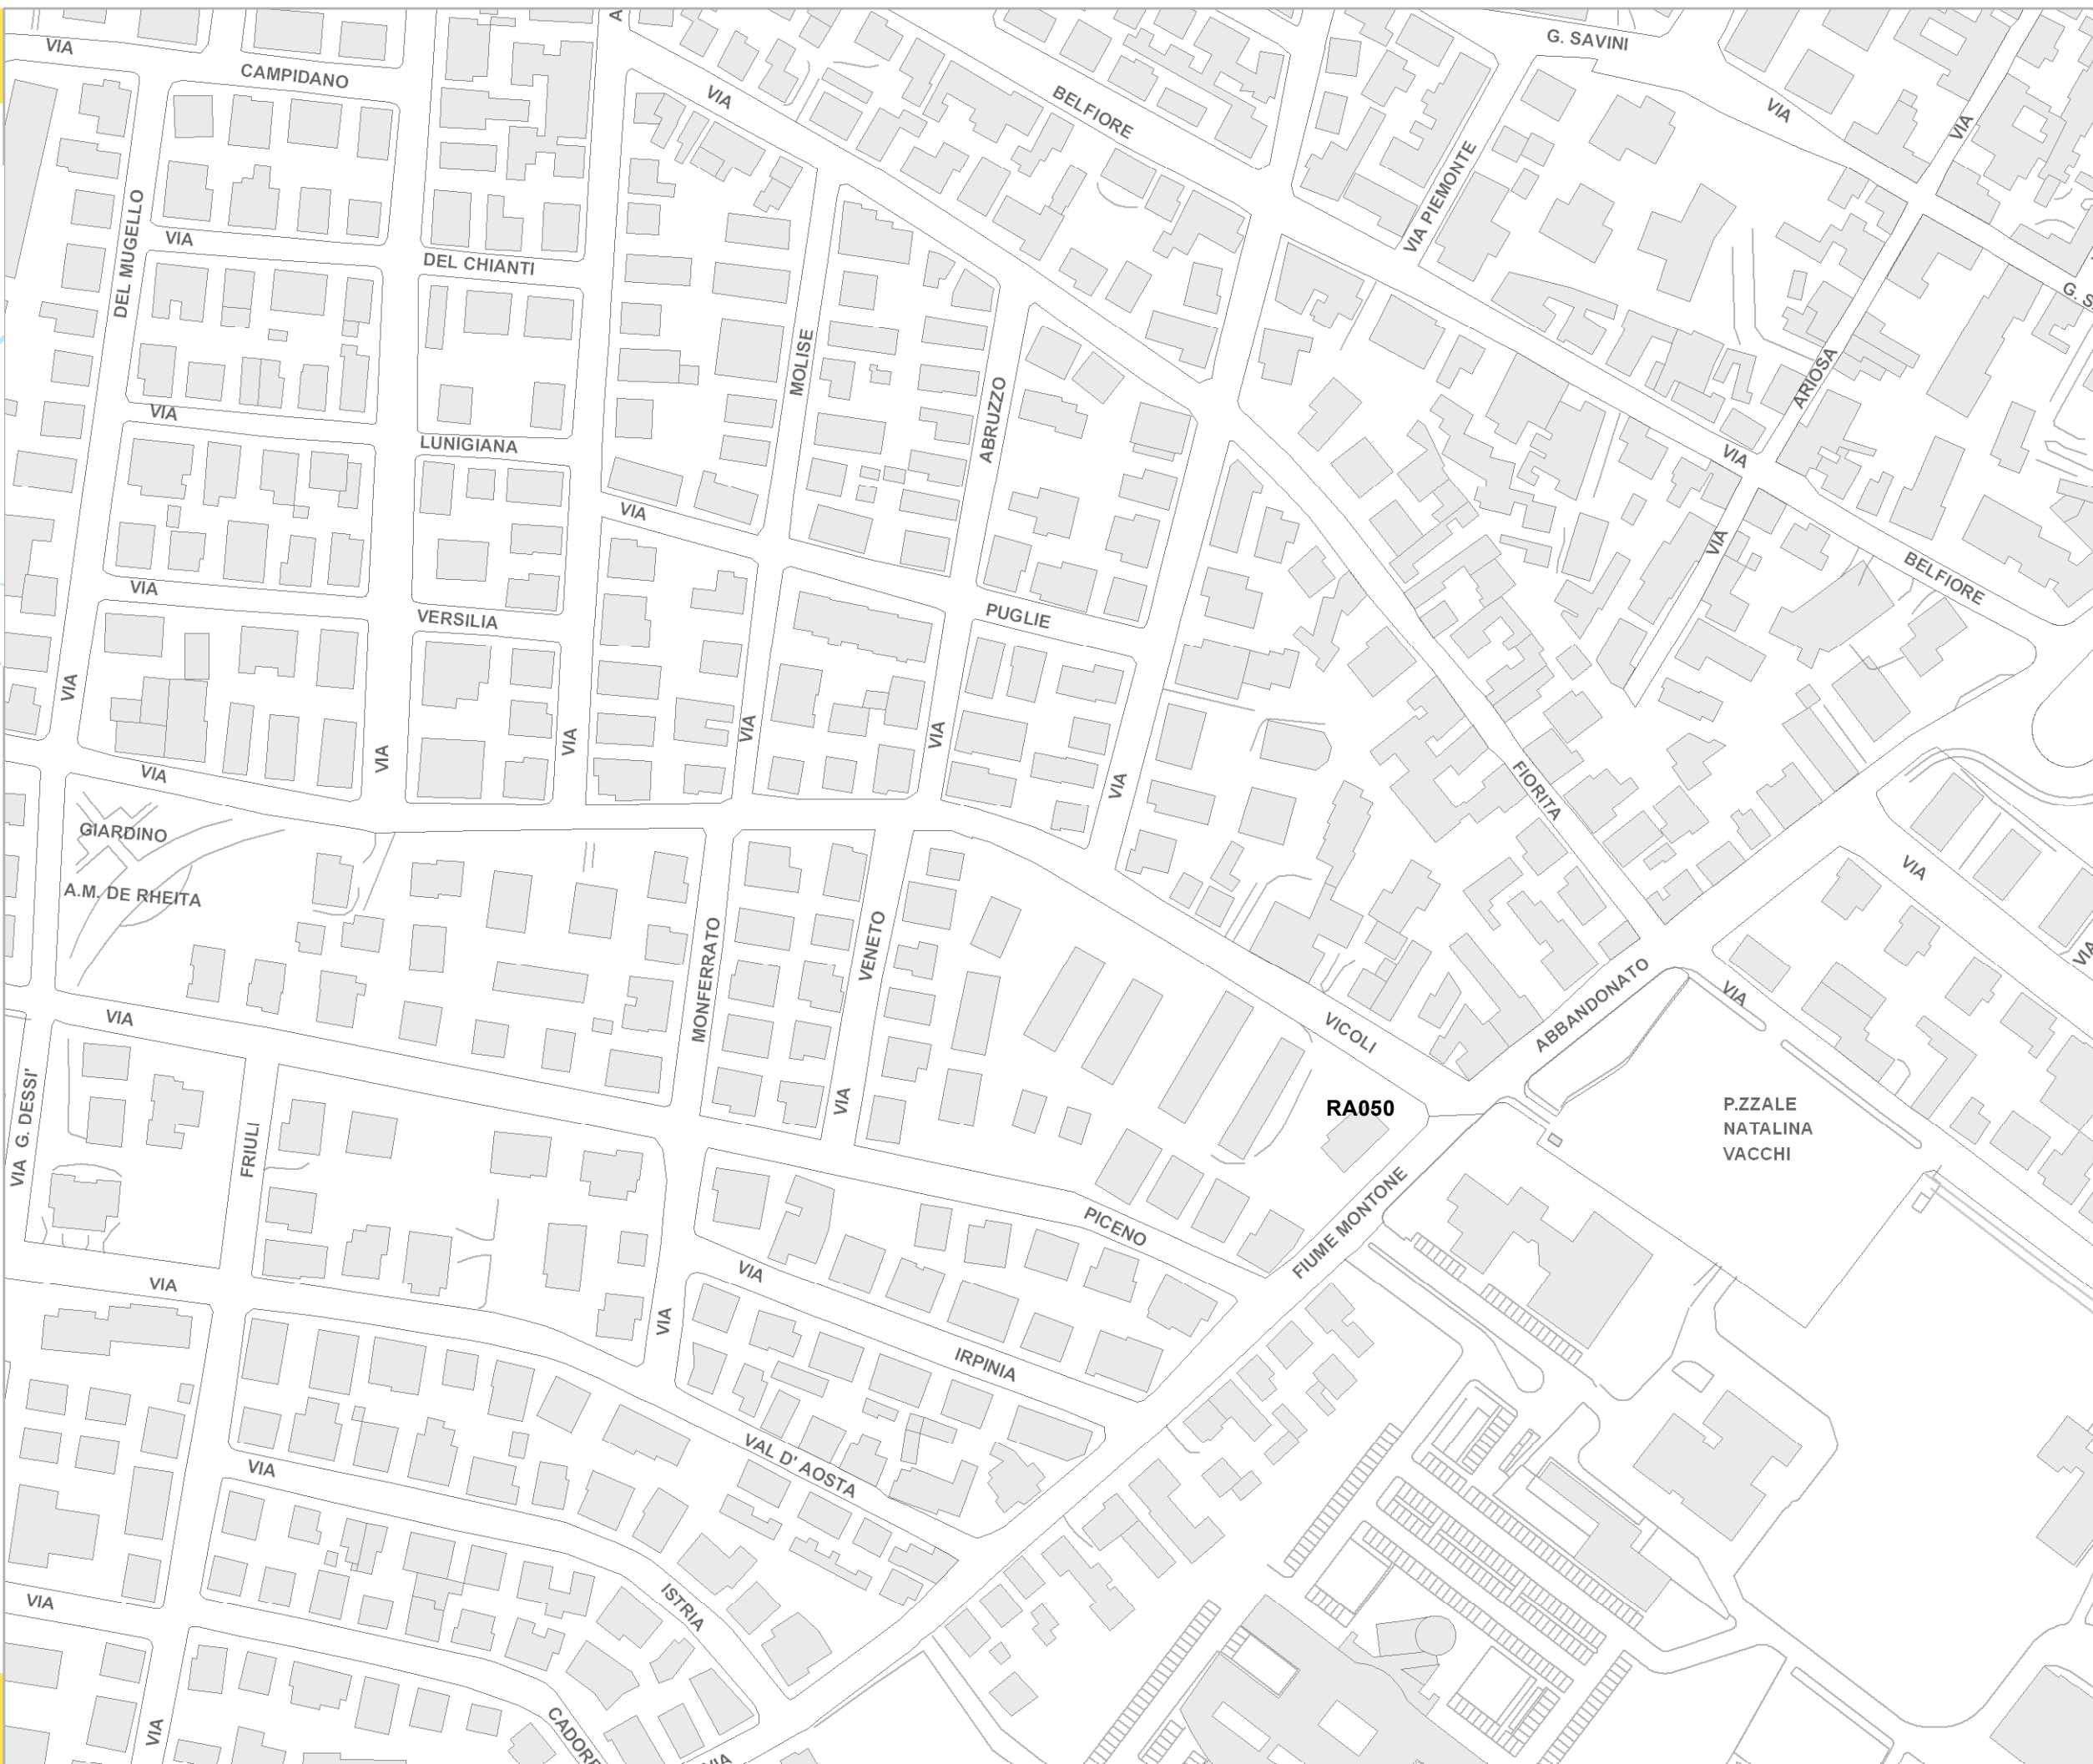 VIA
CAMPIDANO
A
VIA
BELFIORE
G. SAVINI
VIA
VIA
DEL MUGELLO
VIA
DEL CHIANTI
VIA PIEMONTE
G. S
MOLISE
ABRUZZO
ARIOSA
VIA
LUNIGIANA
VIA
VIA
VIA
VIA
VERSILIA
PUGLIE
BELFIORE
VIA
VIA
VIA
VIA
VIA
VIA
VIA
FIORITA
GIARDINO
A.M. DE RHEITA
VIA
VIA
MONFERRATO
VENETO
VIA
ABBANDONATO
VIA
VICOLI
VIA G. DESSI'
FRIULI
VIA
RA050
P.ZZALE
NATALINA
VACCHI
FIUME MONTONE
PICENO
VIA
VIA
VIA
IRPINIA
VAL D' AOSTA
VIA
ISTRIA
VIA
VIA
CADORE
VIA